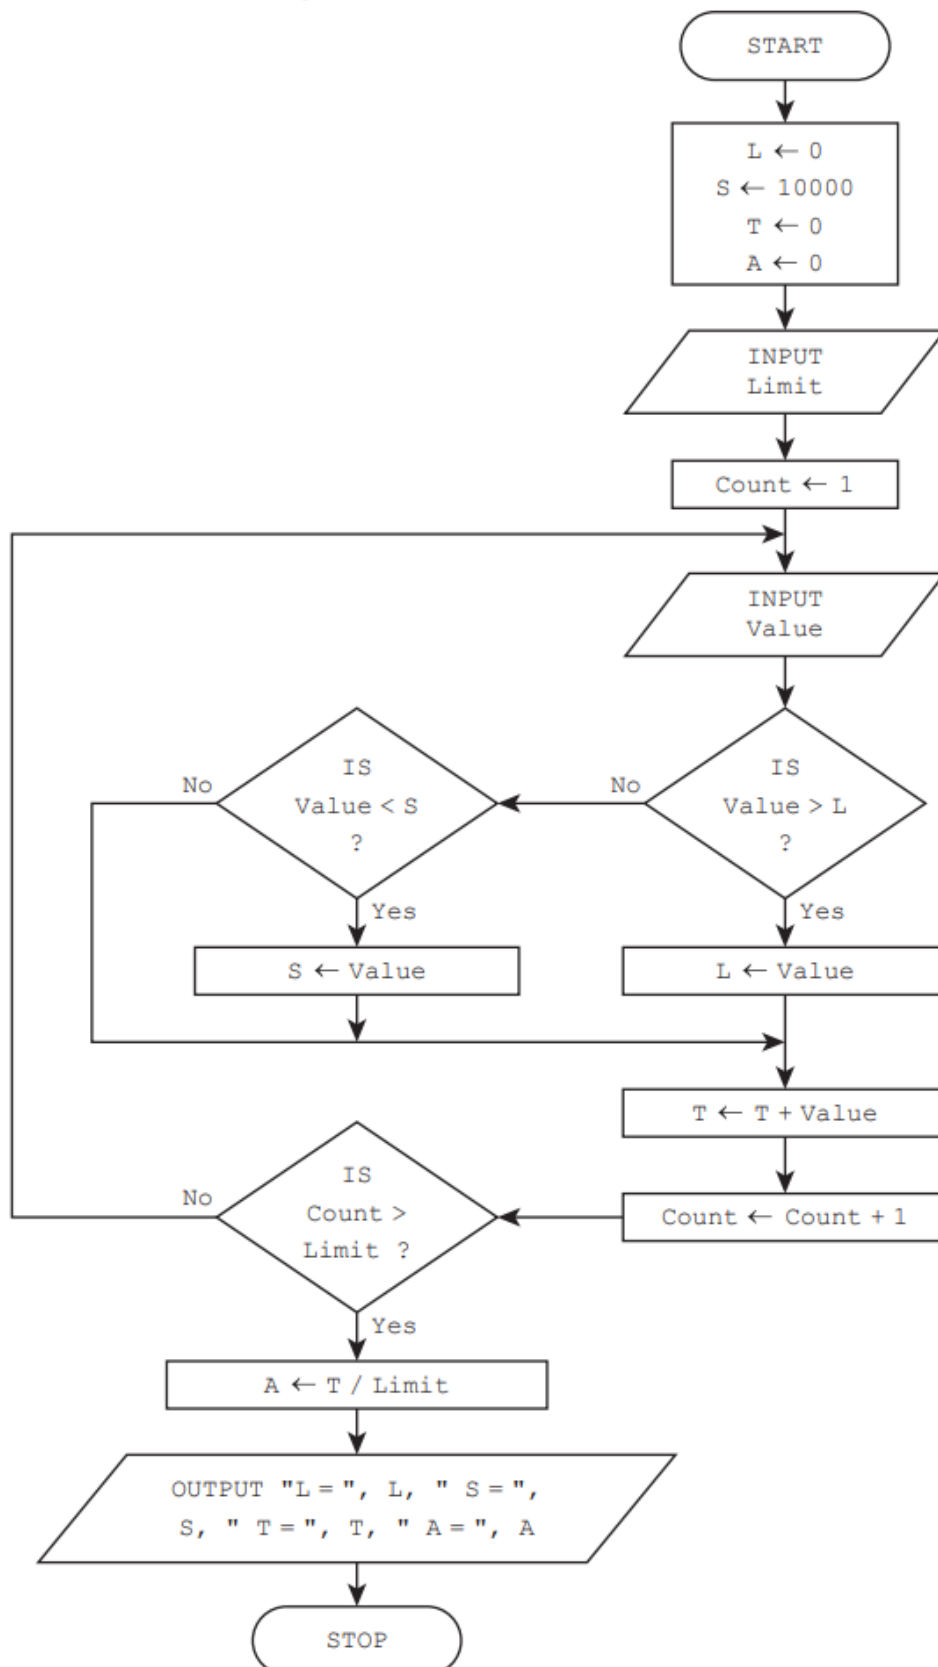 START
L ← 0
S ← 10000
T ← 0
A ← 0
INPUT
Limit
Count ← 1
INPUT
Value
IS
Value > L
?
No
Yes
IS
Value < S
?
No
Yes
S ← Value
L ← Value
T ← T + Value
Count ← Count + 1
IS
Count >
Limit ?
No
Yes
A ← T / Limit
OUTPUT "L = ", L, " S = ",
S, " T = ", T, " A = ", A
STOP